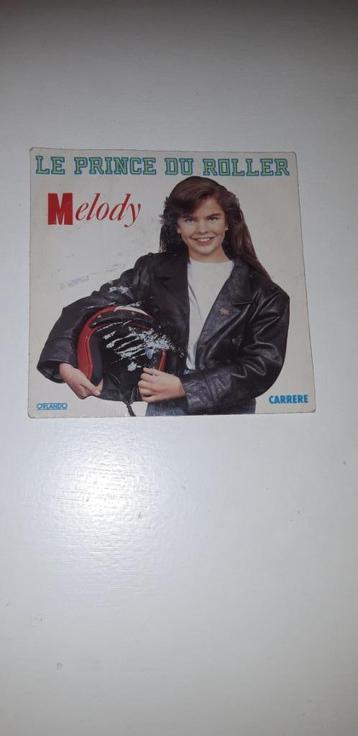 LE PRINCE DU ROLLER
Melody
ORLANDO
CARRERE